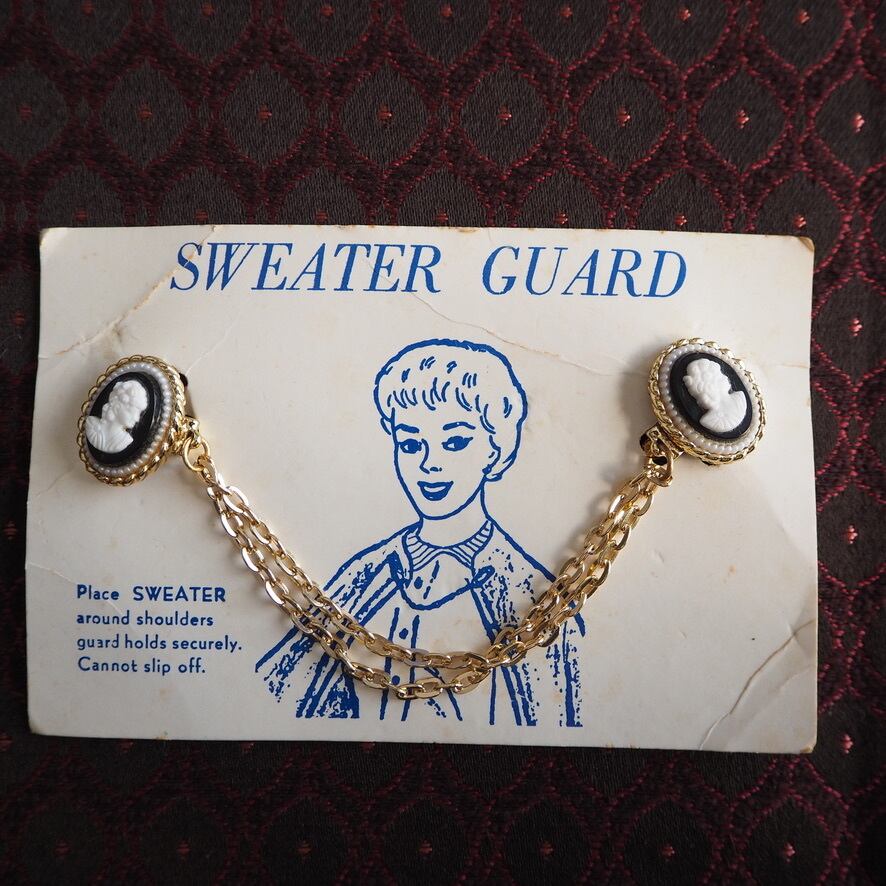 SWEATER GUARD
Place SWEATER
around shoulders
guard holds securely.
Cannot slip off.